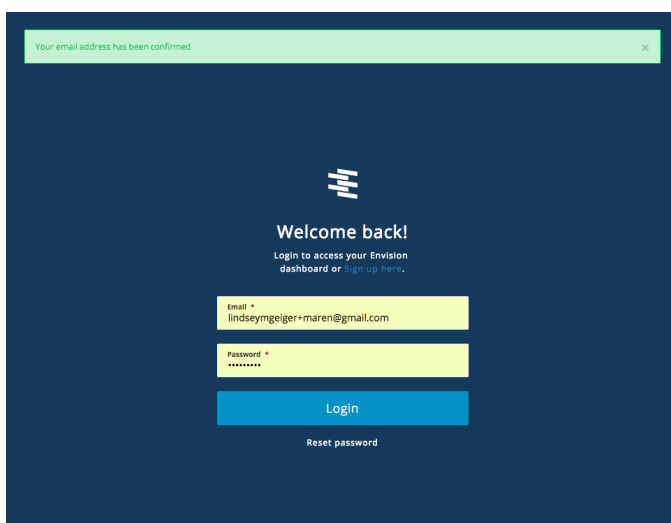 Your email address has been confirmed
×
Welcome back!
Login to access your Envision
dashboard or Sign up here.
Email *
lindseymgeiger+maren@gmail.com
Password *
•••••••••
Login
Reset password